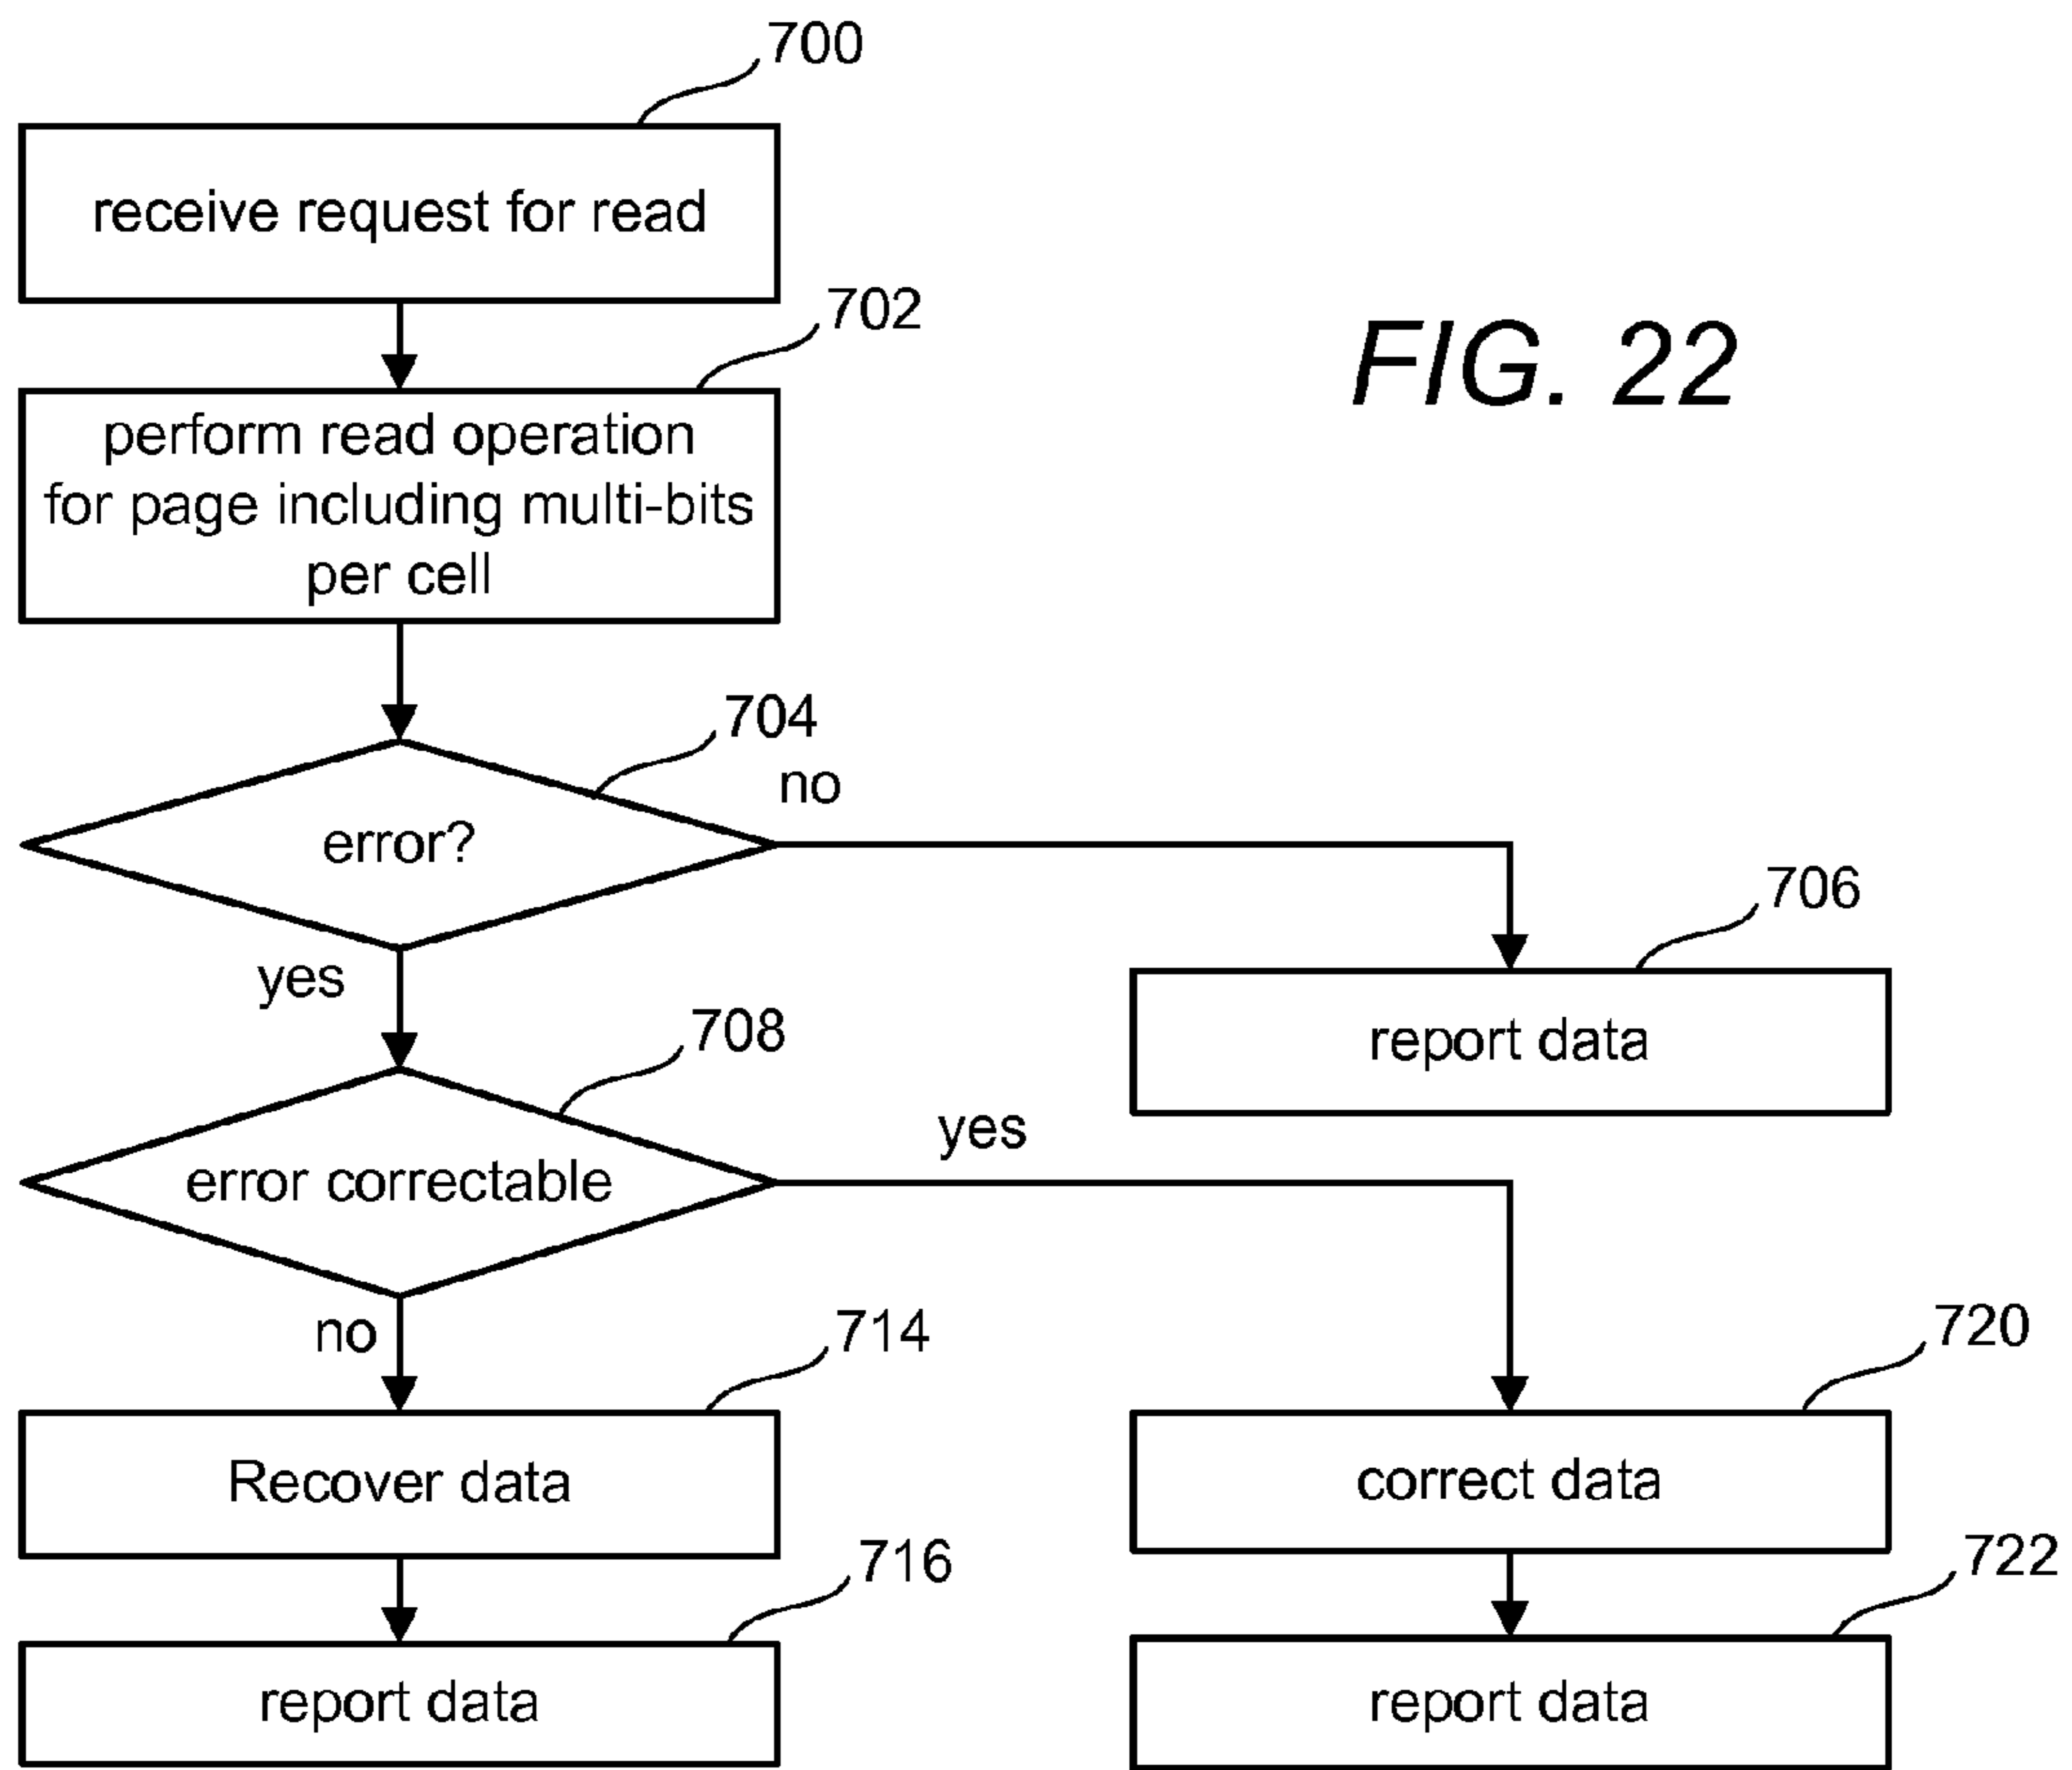 700
receive request for read
702
perform read operation
for page including multi-bits
per cell
FIG. 22
704
no
error?
706
yes
report data
708
yes
error correctable
no
714
720
Recover data
correct data
716
722
report data
report data